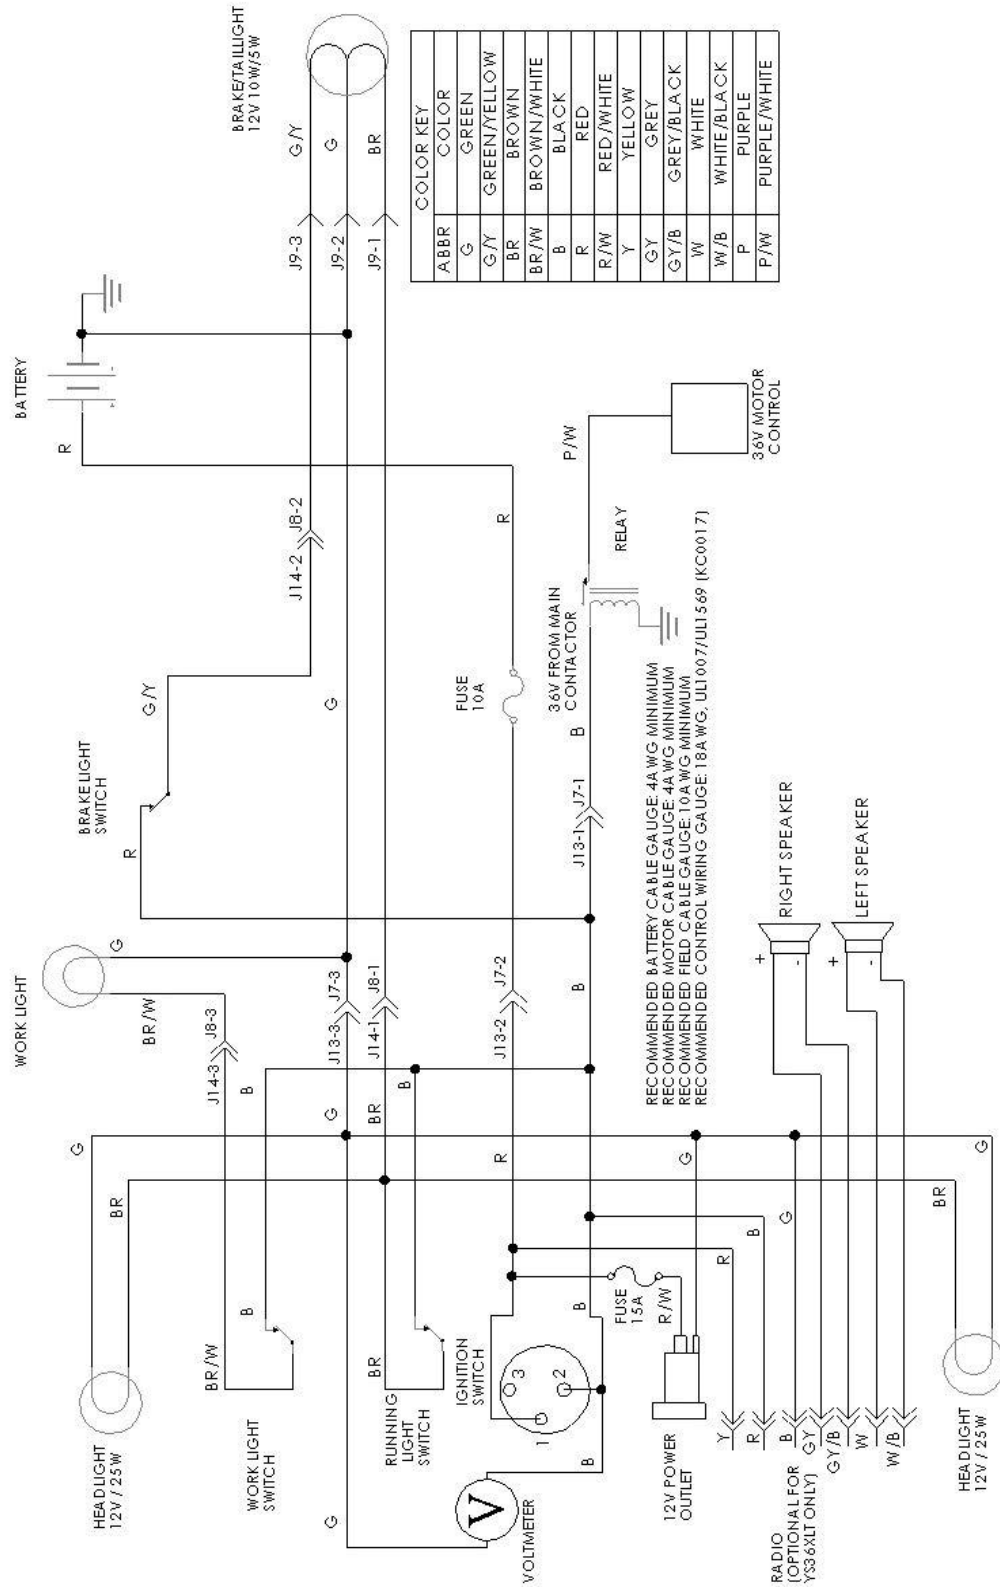 HEADLIGHT
12V / 25W
G
BR
WORK LIGHT
BR/W
G
J14-3
J8-3
BR/W
B
B
WORK LIGHT
SWITCH
BRAKELIGHT
SWITCH
R
G/Y
J14-2
J8-2
BATTERY
-
+
R
BRAKE/TAILLIGHT
12V 10W/5W
J9-3
G/Y
J9-2
G
J9-1
BR
G
G
J13-3
J7-3
G
BR
BR
J14-1
J8-1
B
RUNNING
LIGHT
SWITCH
IGNITION
SWITCH
1
2
3
R
J13-2
J7-2
FUSE
10A
R
V
VOLTMETER
B
B
B
J13-1
J7-1
B
36V FROM MAIN
CONTACTOR
RELAY
P/W
36V MOTOR
CONTROL
FUSE
15A
R/W
G
12V POWER
OUTLET
RECOMMENDED BATTERY CABLE GAUGE: 4AWG MINIMUM
RECOMMENDED MOTOR CABLE GAUGE: 4AWG MINIMUM
RECOMMENDED FIELD CABLE GAUGE: 10AWG MINIMUM
RECOMMENDED CONTROL WIRING GAUGE: 18AWG, UL1007/UL1569 (KC0017)
R
B
G
Y
R
B
GY
GY/B
W
W/B
RADIO
(OPTIONAL FOR
YS36XLT ONLY)
+
-
RIGHT SPEAKER
+
-
LEFT SPEAKER
BR
G
HEADLIGHT
12V / 25W
COLOR KEY
ABBR COLOR
G GREEN
G/Y GREEN/YELLOW
BR BROWN
BR/W BROWN/WHITE
B BLACK
R RED
R/W RED/WHITE
Y YELLOW
GY GREY
GY/B GREY/BLACK
W WHITE
W/B WHITE/BLACK
P PURPLE
P/W PURPLE/WHITE